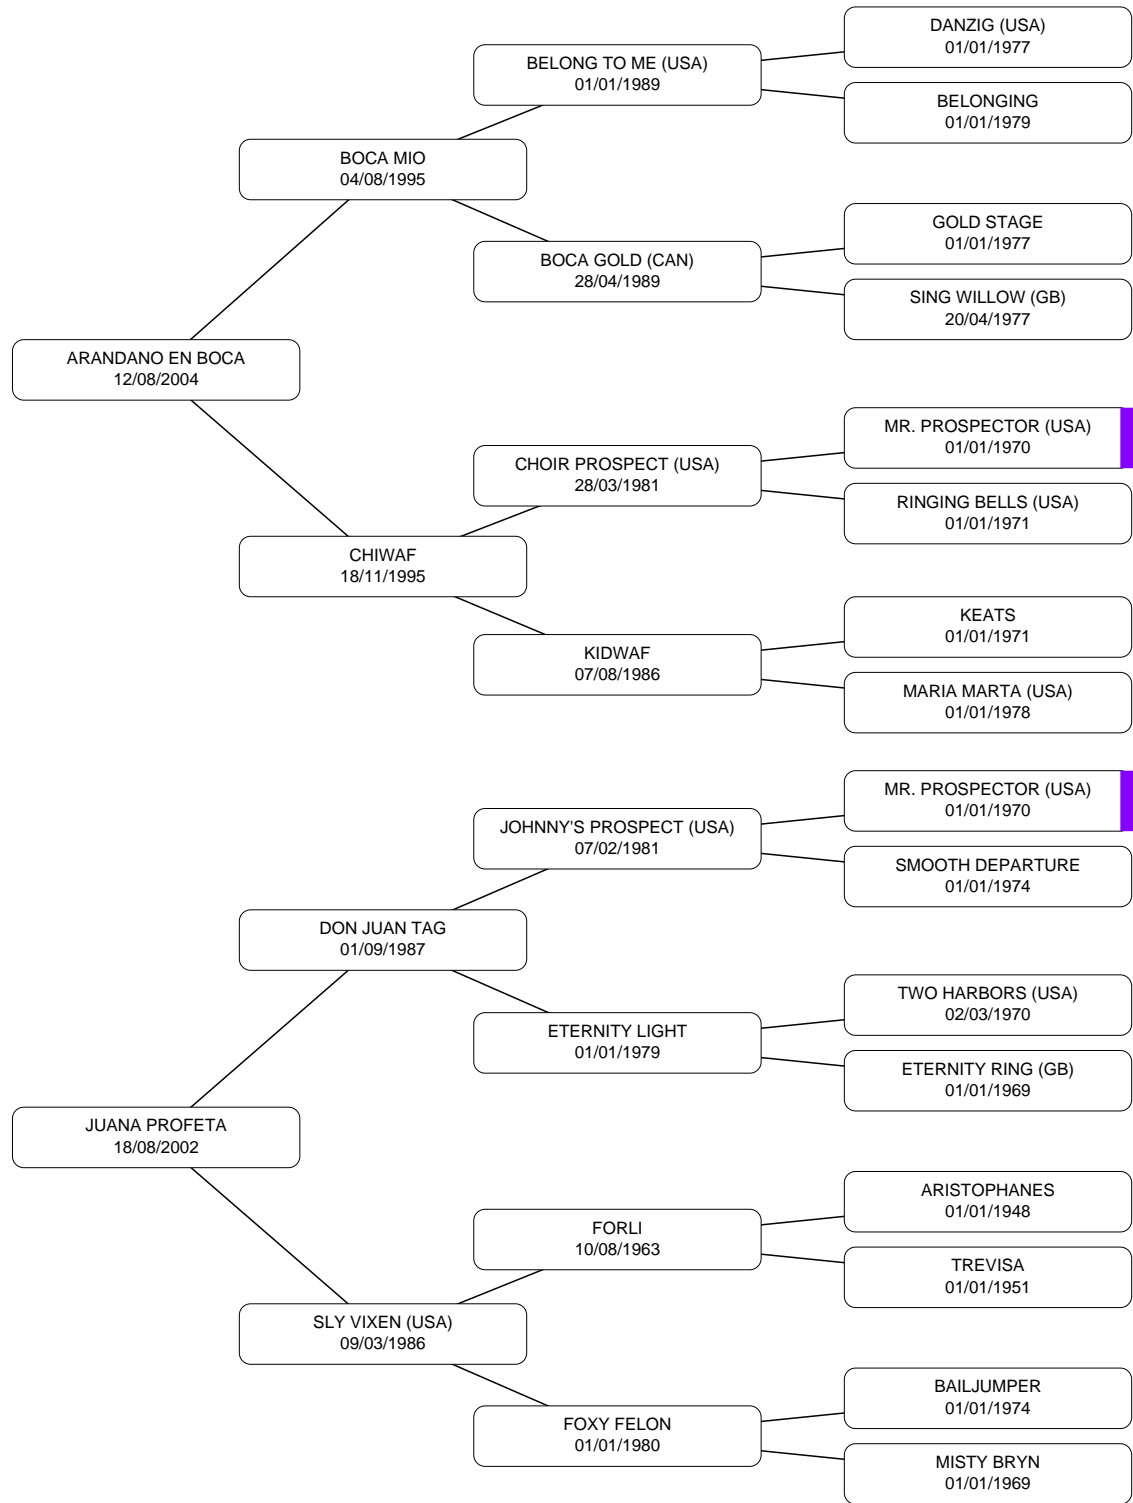 DANZIG (USA)
01/01/1977
BELONG TO ME (USA)
01/01/1989
BELONGING
01/01/1979
BOCA MIO
04/08/1995
GOLD STAGE
01/01/1977
BOCA GOLD (CAN)
28/04/1989
SING WILLOW (GB)
20/04/1977
ARANDANO EN BOCA
12/08/2004
MR. PROSPECTOR (USA)
01/01/1970
CHOIR PROSPECT (USA)
28/03/1981
RINGING BELLS (USA)
01/01/1971
CHIWAF
18/11/1995
KEATS
01/01/1971
KIDWAF
07/08/1986
MARIA MARTA (USA)
01/01/1978
MR. PROSPECTOR (USA)
01/01/1970
JOHNNY'S PROSPECT (USA)
07/02/1981
SMOOTH DEPARTURE
01/01/1974
DON JUAN TAG
01/09/1987
TWO HARBORS (USA)
02/03/1970
ETERNITY LIGHT
01/01/1979
ETERNITY RING (GB)
01/01/1969
JUANA PROFETA
18/08/2002
ARISTOPHANES
01/01/1948
FORLI
10/08/1963
TREVISA
01/01/1951
SLY VIXEN (USA)
09/03/1986
BAILJUMPER
01/01/1974
FOXY FELON
01/01/1980
MISTY BRYN
01/01/1969